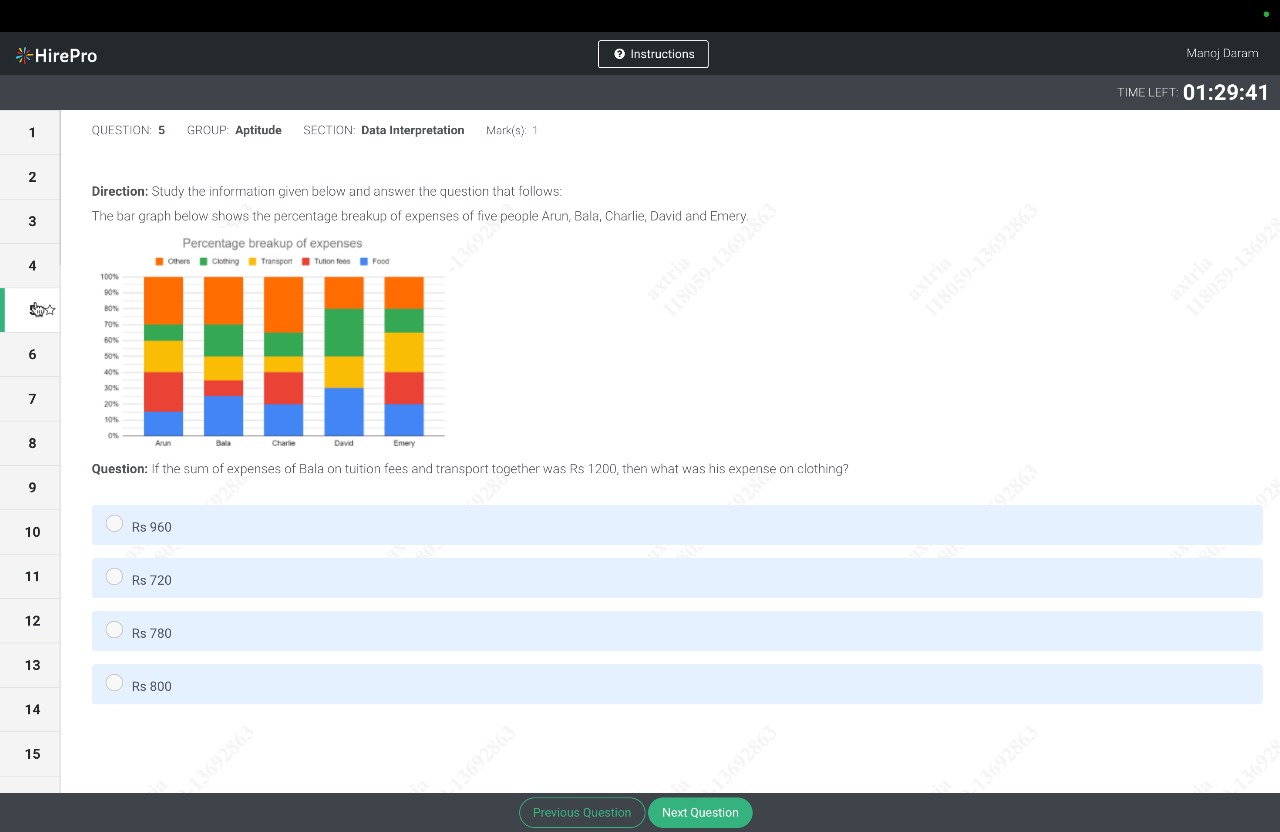 HirePro
Instructions
Manoj Daram
TIME LEFT: 01:29:41
1
2
3
4
6
7
8
9
10
11
12
13
14
15
QUESTION: 5 GROUP: Aptitude SECTION: Data Interpretation Mark(s): 1
Direction: Study the information given below and answer the question that follows:
The bar graph below shows the percentage breakup of expenses of five people Arun, Bala, Charlie, David and Emery.
Percentage breakup of expenses
Others Clothing Transport Tution fees Food
100%
90%
80%
70%
60%
50%
40%
30%
20%
10%
0%
Arun Bala Charlie David Emery
Question: If the sum of expenses of Bala on tuition fees and transport together was Rs 1200, then what was his expense on clothing?
Rs 960
Rs 720
Rs 780
Rs 800
axtria
118059-13692863
axtria
118059-13692863
Previous Question Next Question